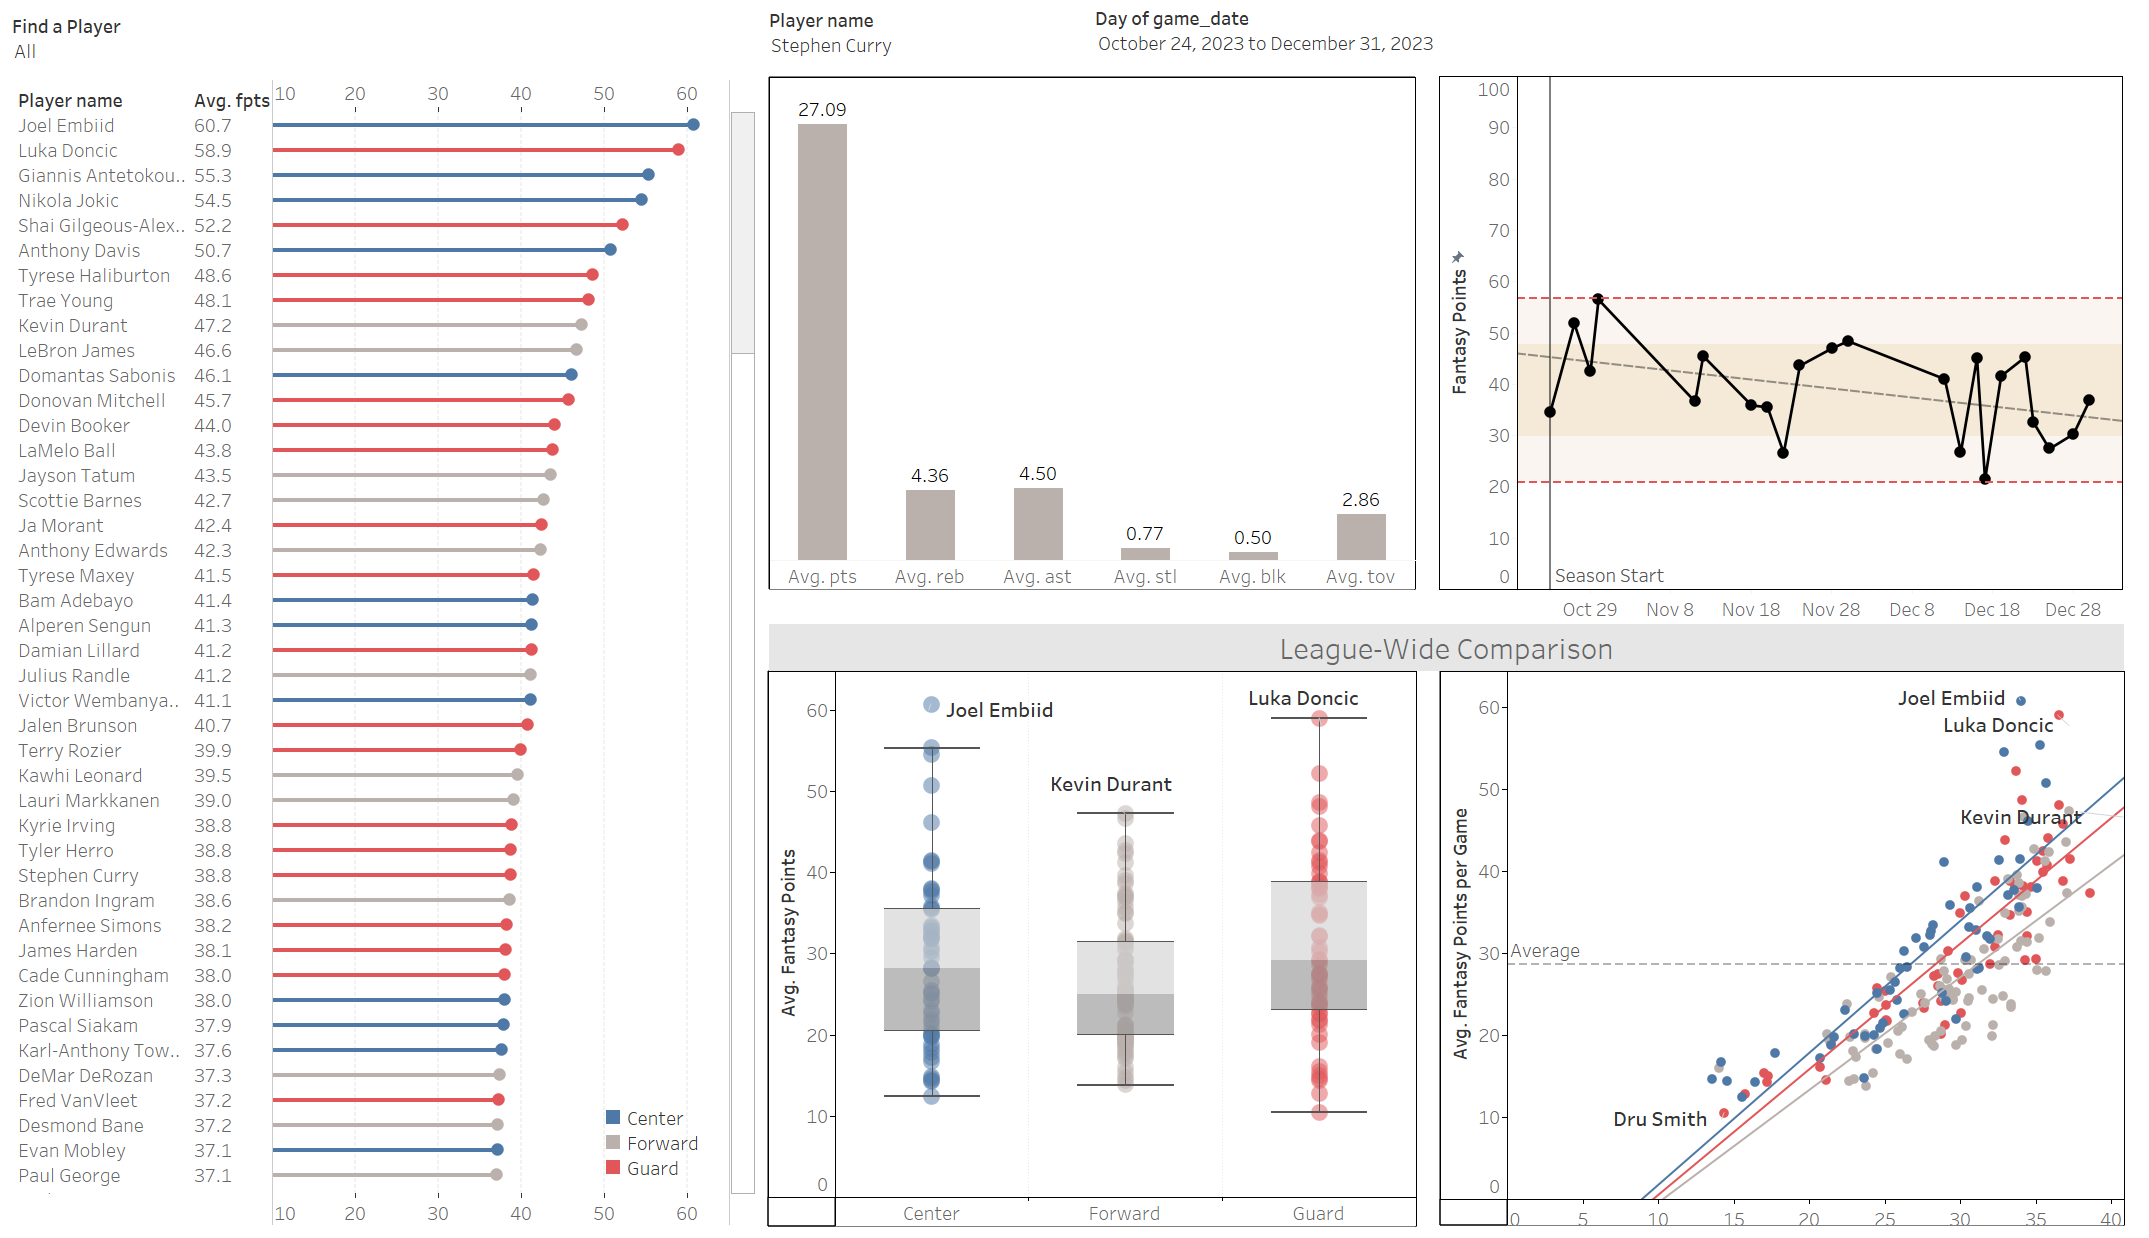 Find a Player
All
Player name Avg. fpts
10 20 30 40 50 60
Joel Embiid 60.7
Luka Doncic 58.9
Giannis Antetokou.. 55.3
Nikola Jokic 54.5
Shai Gilgeous-Alex.. 52.2
Anthony Davis 50.7
Tyrese Haliburton 48.6
Trae Young 48.1
Kevin Durant 47.2
LeBron James 46.6
Domantas Sabonis 46.1
Donovan Mitchell 45.7
Devin Booker 44.0
LaMelo Ball 43.8
Jayson Tatum 43.5
Scottie Barnes 42.7
Ja Morant 42.4
Anthony Edwards 42.3
Tyrese Maxey 41.5
Bam Adebayo 41.4
Alperen Sengun 41.3
Damian Lillard 41.2
Julius Randle 41.2
Victor Wembanya.. 41.1
Jalen Brunson 40.7
Terry Rozier 39.9
Kawhi Leonard 39.5
Lauri Markkanen 39.0
Kyrie Irving 38.8
Tyler Herro 38.8
Stephen Curry 38.8
Brandon Ingram 38.6
Anfernee Simons 38.2
James Harden 38.1
Cade Cunningham 38.0
Zion Williamson 38.0
Pascal Siakam 37.9
Karl-Anthony Tow.. 37.6
DeMar DeRozan 37.3
Fred VanVleet 37.2
Desmond Bane 37.2
Evan Mobley 37.1
Paul George 37.1
10 20 30 40 50 60
Center
Forward
Guard
Player name
Stephen Curry
Day of game_date
October 24, 2023 to December 31, 2023
27.09
4.36
4.50
0.77
0.50
2.86
Avg. pts Avg. reb Avg. ast Avg. stl Avg. blk Avg. tov
Fantasy Points
100
90
80
70
60
50
40
30
20
10
0
Season Start
Oct 29 Nov 8 Nov 18 Nov 28 Dec 8 Dec 18 Dec 28
League-Wide Comparison
Avg. Fantasy Points
60
50
40
30
20
10
0
Joel Embiid
Kevin Durant
Luka Doncic
Center Forward Guard
Avg. Fantasy Points per Game
60
50
40
30
20
10
0
Joel Embiid
Luka Doncic
Kevin Durant
Average
Dru Smith
0 5 10 15 20 25 30 35 40